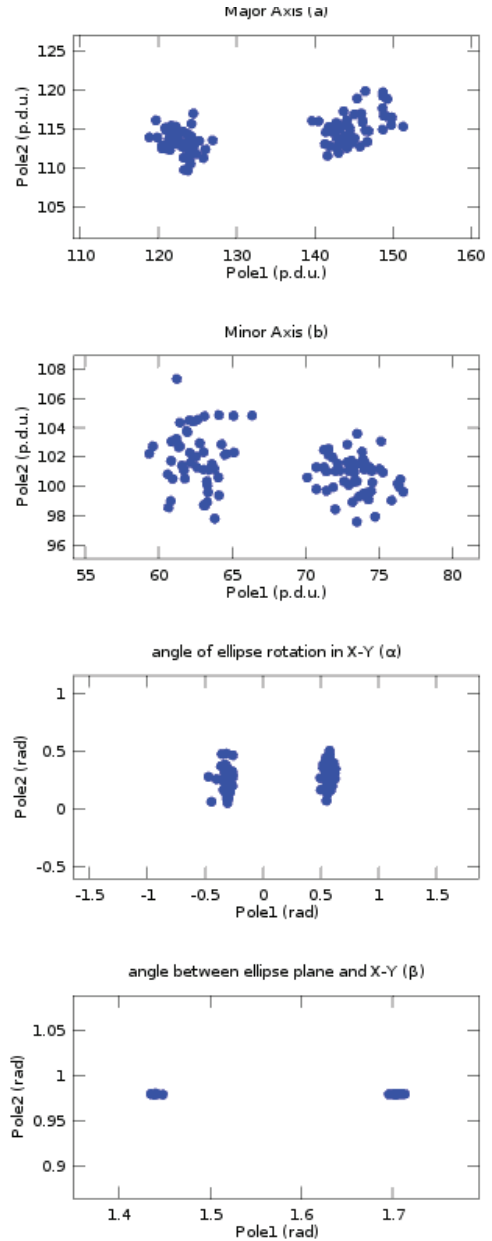 Major Axis (a)
125
120
115
110
105
Pole2 (p.d.u.)
110 120 130 140 150 160
Pole1 (p.d.u.)
Minor Axis (b)
108
106
104
102
100
98
96
Pole2 (p.d.u.)
55 60 65 70 75 80
Pole1 (p.d.u.)
angle of ellipse rotation in X-Y (α)
1
0.5
0
-0.5
Pole2 (rad)
-1.5 -1 -0.5 0 0.5 1 1.5
Pole1 (rad)
angle between ellipse plane and X-Y (β)
1.05
1
0.95
0.9
Pole2 (rad)
1.4 1.5 1.6 1.7
Pole1 (rad)